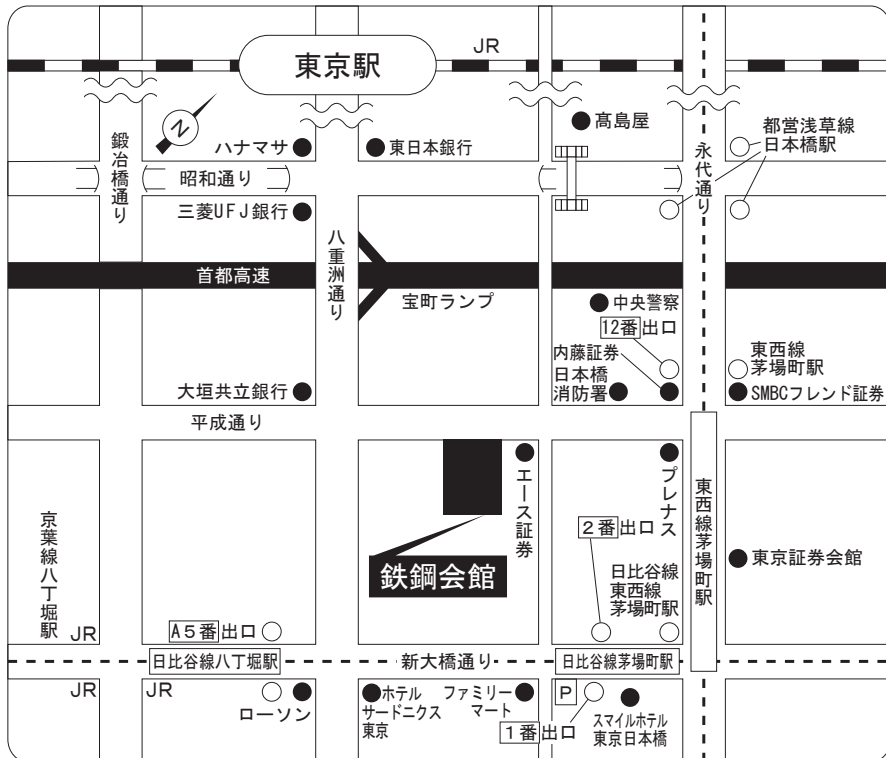 JR
東京駅
N
ハナマサ
東日本銀行
髙島屋
都営浅草線
日本橋駅
鍛冶橋通り
昭和通り
永代通り
三菱UFJ銀行
八重洲通り
首都高速
宝町ランプ
中央警察
12番出口
内藤証券
日本橋
消防署
東西線
茅場町駅
大垣共立銀行
SMBCフレンド証券
平成通り
エース証券
プレナス
東西線茅場町駅
京葉線八丁堀駅
2番出口
東京証券会館
鉄鋼会館
日比谷線
東西線
茅場町駅
JR
A5番出口
日比谷線八丁堀駅
新大橋通り
日比谷線茅場町駅
JR
JR
ローソン
ホテル
サードニクス
東京
ファミリー
マート
P
1番出口
スマイルホテル
東京日本橋